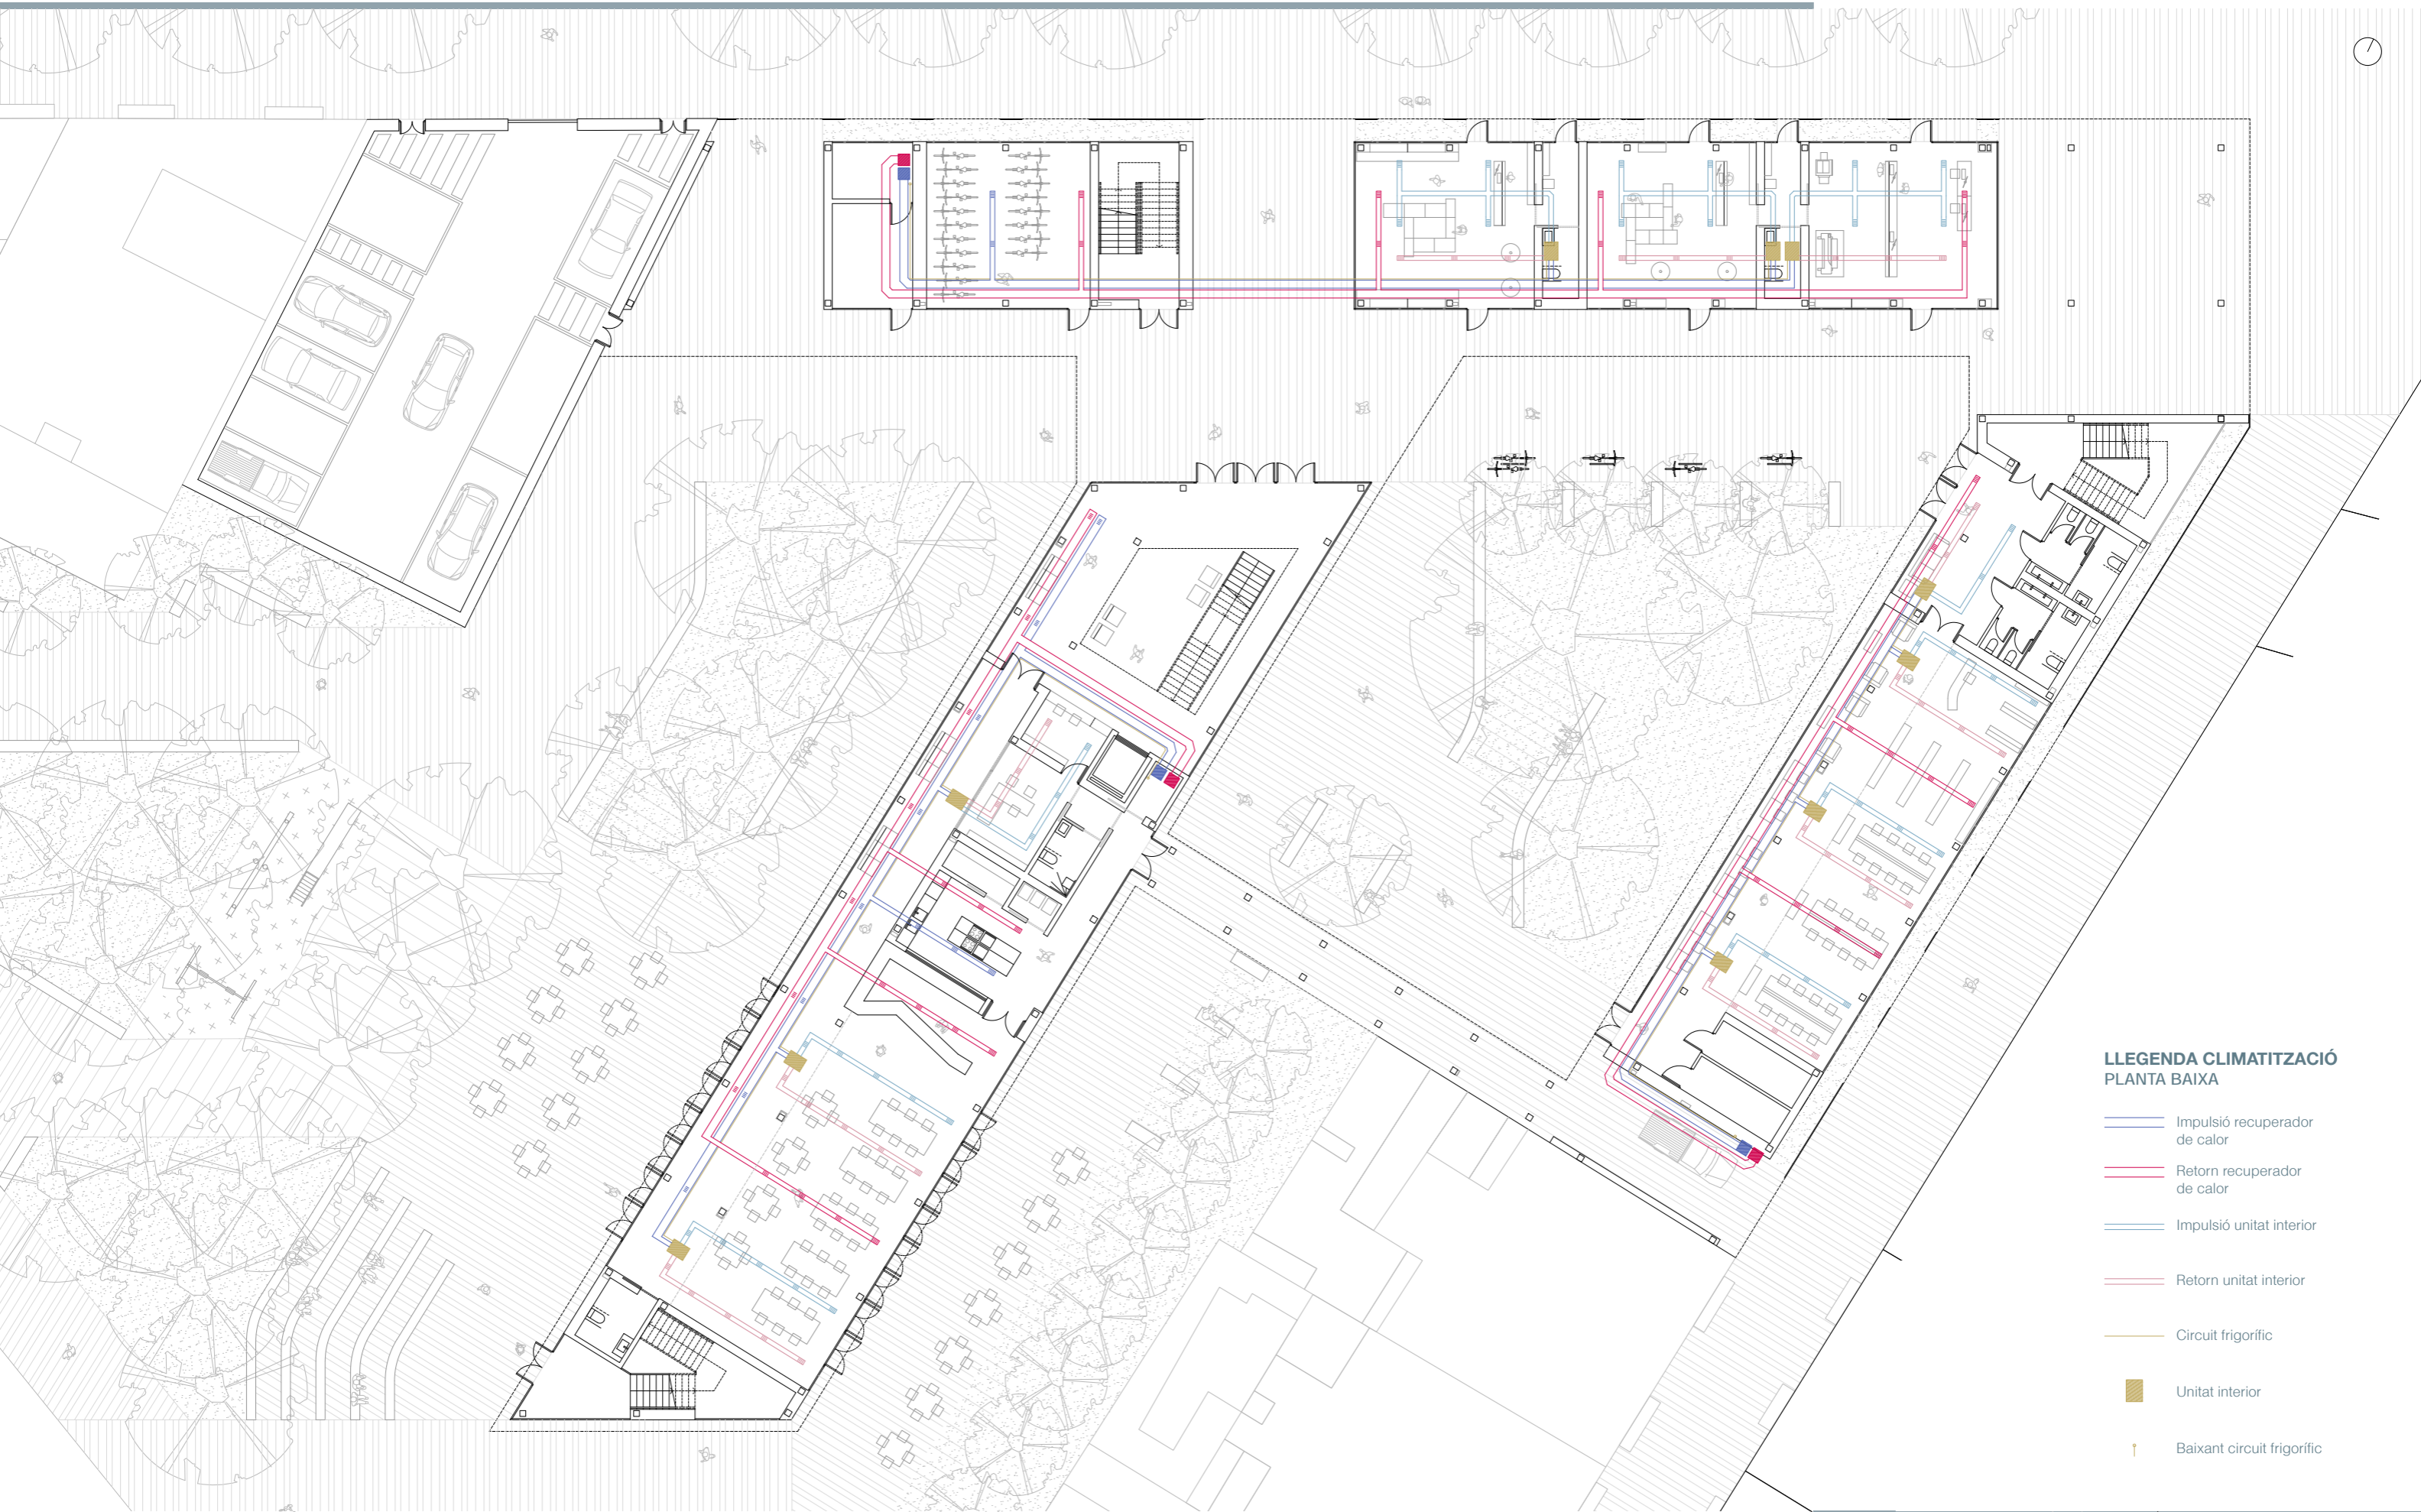 LLEGENDA CLIMATITZACIÓ
PLANTA BAIXA
Impulsió recuperador
de calor
Retorn recuperador
de calor
Impulsió unitat interior
Retorn unitat interior
Circuit frigorífic
Unitat interior
Baixant circuit frigorífic